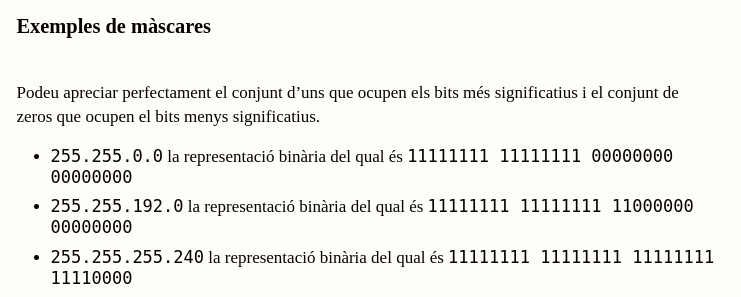 Exemples de màscares
Podeu apreciar perfectament el conjunt d’uns que ocupen els bits més significatius i el conjunt de
zeros que ocupen el bits menys significatius.
• 255.255.0.0 la representació binària del qual és 11111111 11111111 00000000
00000000
• 255.255.192.0 la representació binària del qual és 11111111 11111111 11000000
00000000
• 255.255.255.240 la representació binària del qual és 11111111 11111111 11111111
11110000